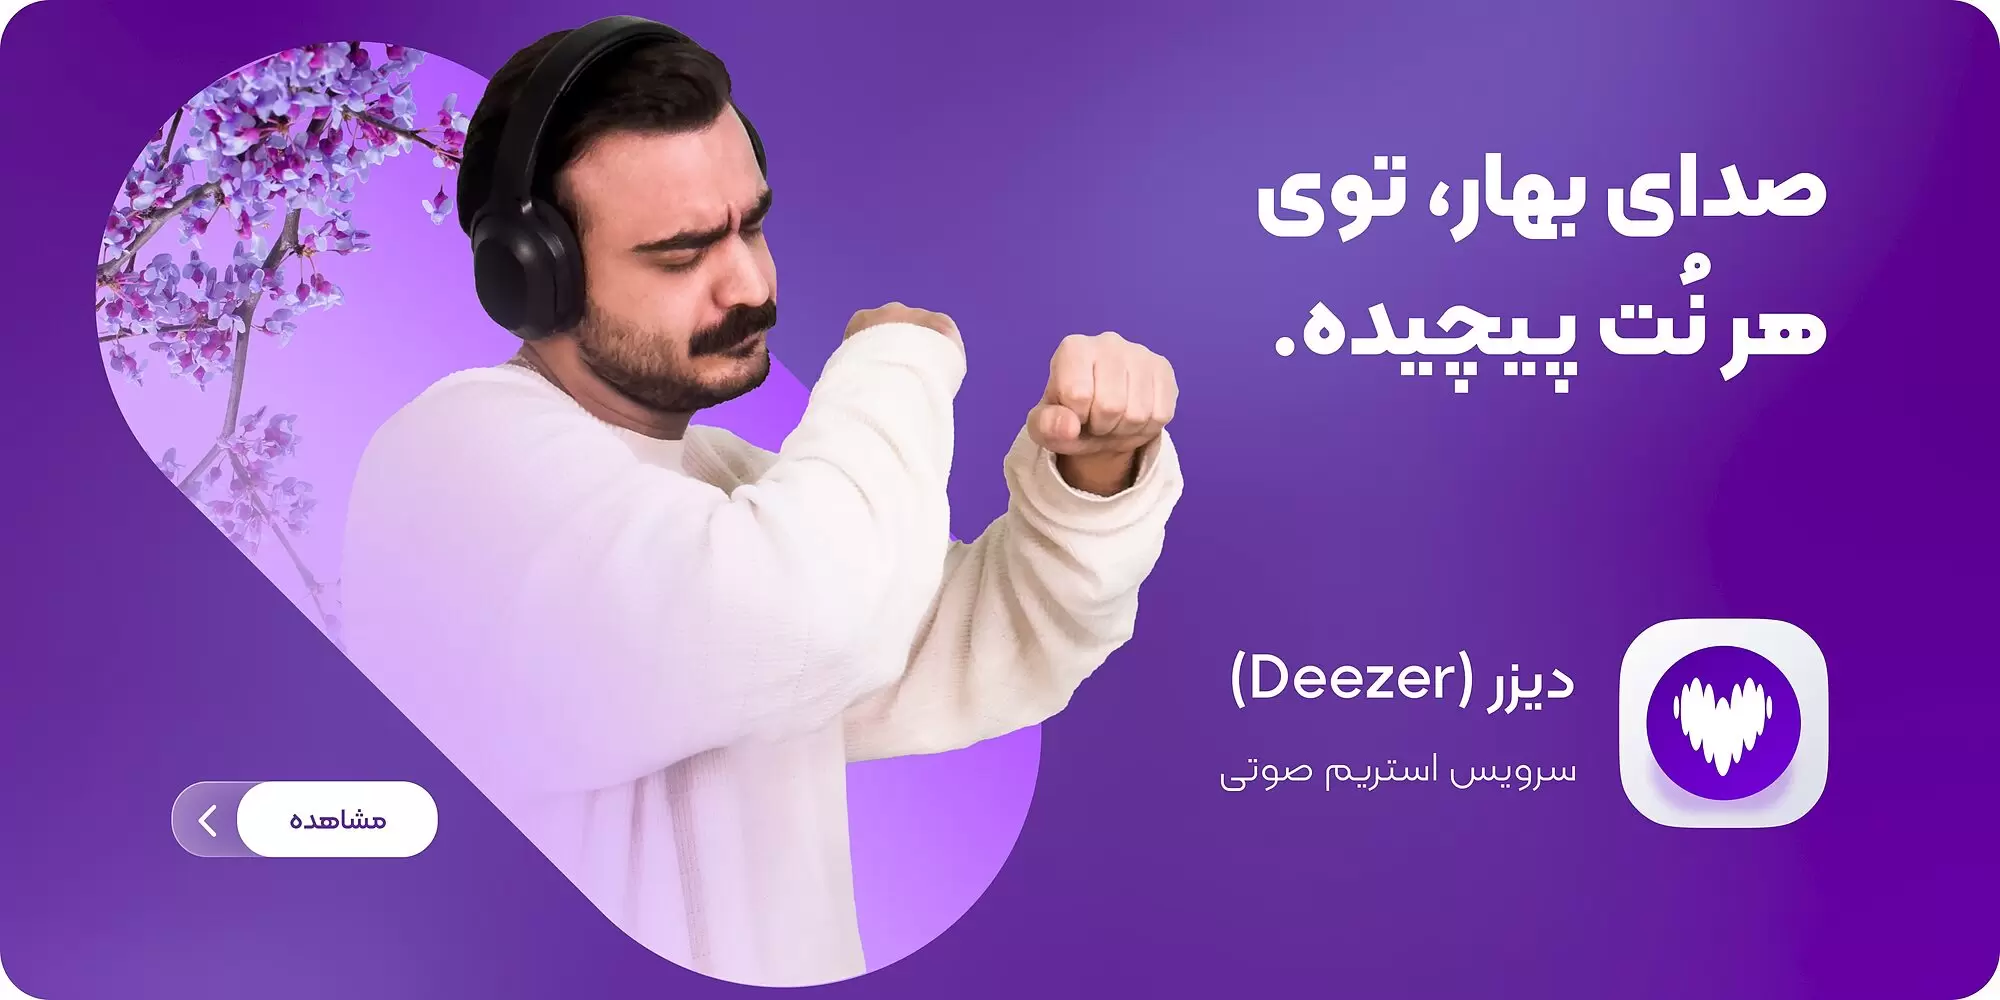 صدای بهار، توی
هر نُت پیچیده.
دیزر (Deezer)
سرویس استریم صوتی
مشاهده